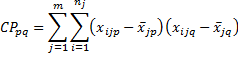 $CP_{pq} = \sum_{j=1}^{m} \sum_{i=1}^{n_j} (x_{ijp} - \bar{x}_{jp})(x_{ijq} - \bar{x}_{jq})$